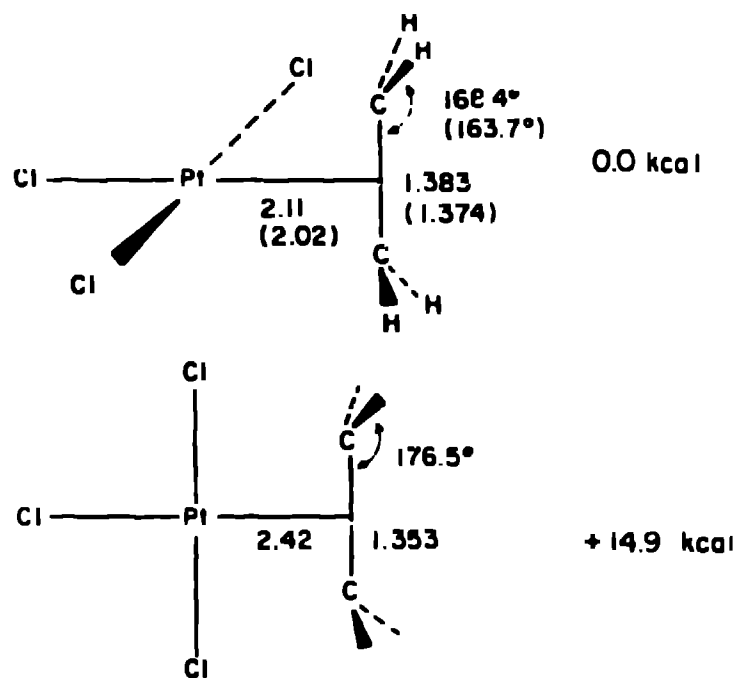 H
H
Cl
C
168.4°
(163.7°)
0.0 kcal
Cl
Pt
1.383
(1.374)
2.11
(2.02)
C
Cl
H
H
Cl
C
176.5°
Cl
Pt
2.42
1.353
+14.9 kcal
C
Cl